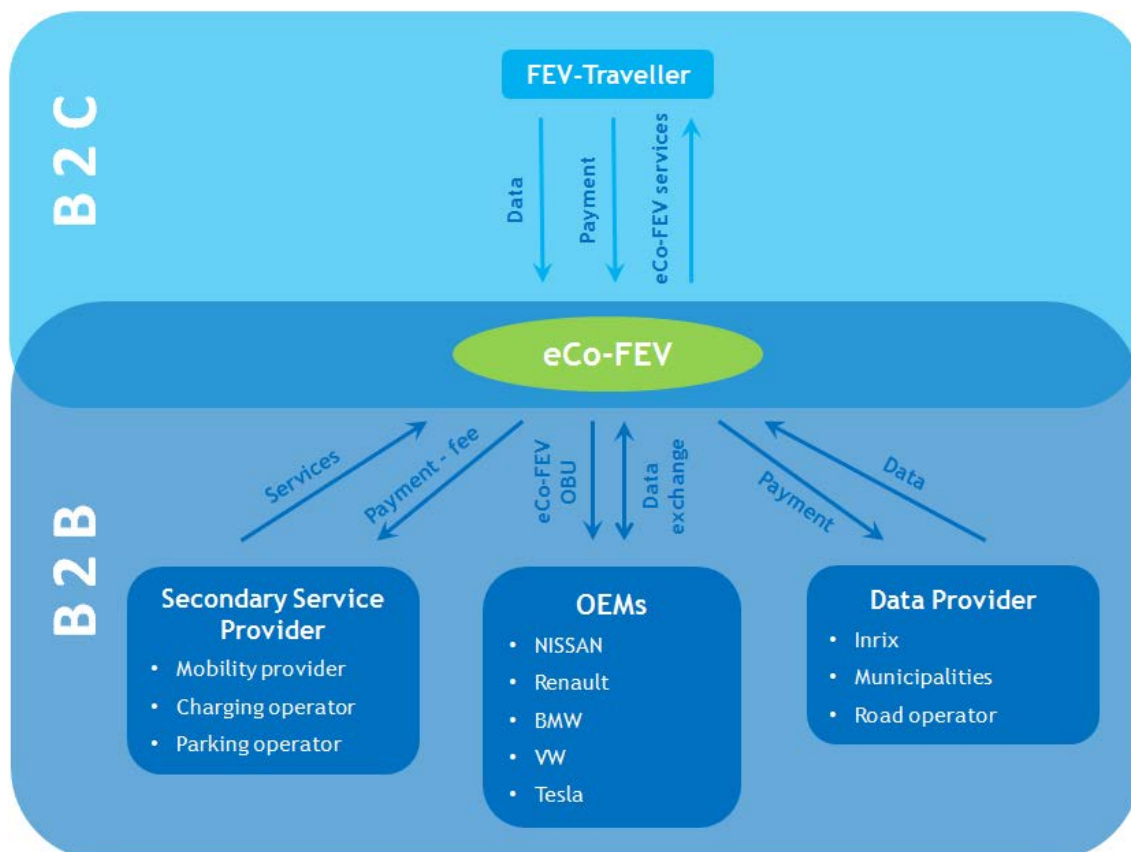 B2C
FEV-Traveller
Data
Payment
eCo-FEV services
eCo-FEV
B2B
Services
Payment - fee
eCo-FEV
OBU
Data
exchange
Payment
Data
Secondary Service
Provider
• Mobility provider
• Charging operator
• Parking operator
OEMs
• NISSAN
• Renault
• BMW
• VW
• Tesla
Data Provider
• Inrix
• Municipalities
• Road operator